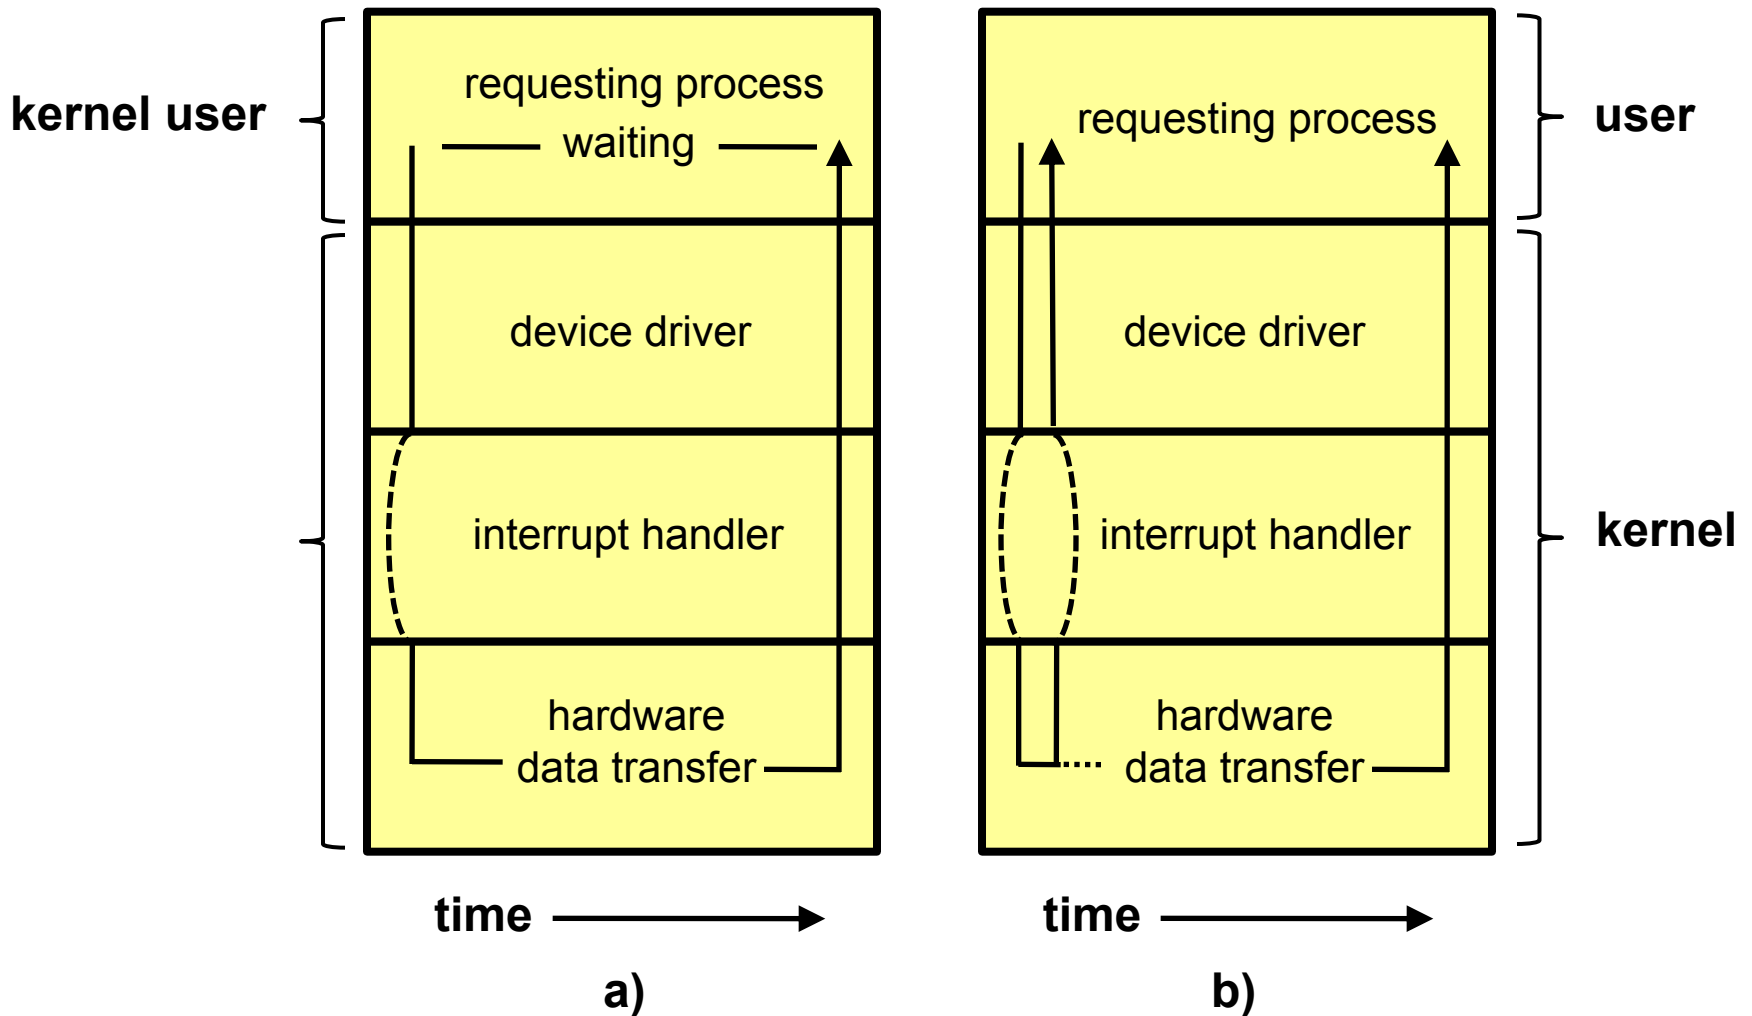 kernel user
requesting process
waiting
device driver
interrupt handler
hardware
data transfer
time
a)
requesting process
device driver
interrupt handler
hardware
data transfer
time
b)
user
kernel